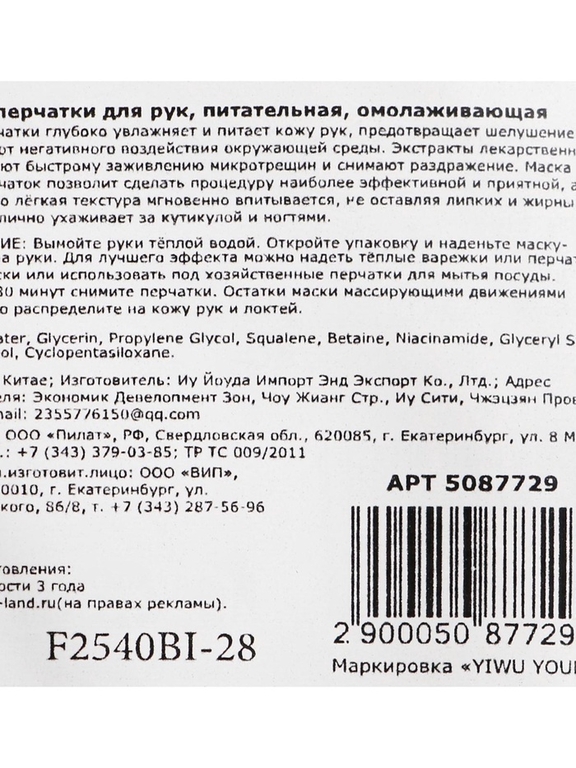 перчатки для рук, питательная, омолаживающая
чатки глубоко увлажняет и питает кожу рук, предотвращает шелушение
от негативного воздействия окружающей среды. Экстракты лекарственн
ют быстрому заживлению микротрещин и снимают раздражение. Маска
чаток позволит сделать процедуру наиболее эффективной и приятной, а
о лёгкая текстура мгновенно впитывается, не оставляя липких и жирны
лично ухаживает за кутикулой и ногтями.
ИЕ: Вымойте руки тёплой водой. Откройте упаковку и наденьте маску-
а руки. Для лучшего эффекта можно надеть тёплые варежки или перчат
ски или использовать под хозяйственные перчатки для мытья посуды.
30 минут снимите перчатки. Остатки маски массирующими движениями
о распределите на кожу рук и локтей.
ater, Glycerin, Propylene Glycol, Squalene, Betaine, Niacinamide, Glyceryl S
ol, Cyclopentasiloxane.
Китае; Изготовитель: Иу Йоуда Импорт Энд Экспорт Ко., Лтд.; Адрес
еля: Экономик Девелопмент Зон, Чоу Жианг Стр., Иу Сити, Чжэцзян Пров
mail: 2355776150@qq.com
ООО «Пилат», РФ, Свердловская обл., 620085, г. Екатеринбург, ул. 8 М
.: +7 (343) 379-03-85; ТР ТС 009/2011
.изготовит.лицо: ООО «ВИП»,
0010, г. Екатеринбург, ул.
кого, 86/8, т. +7 (343) 287-56-96
АРТ 5087729
товления:
ости 3 года
-land.ru(на правах рекламы).
F2540BI-28
2 900050 87729
Маркировка «YIWU YOU